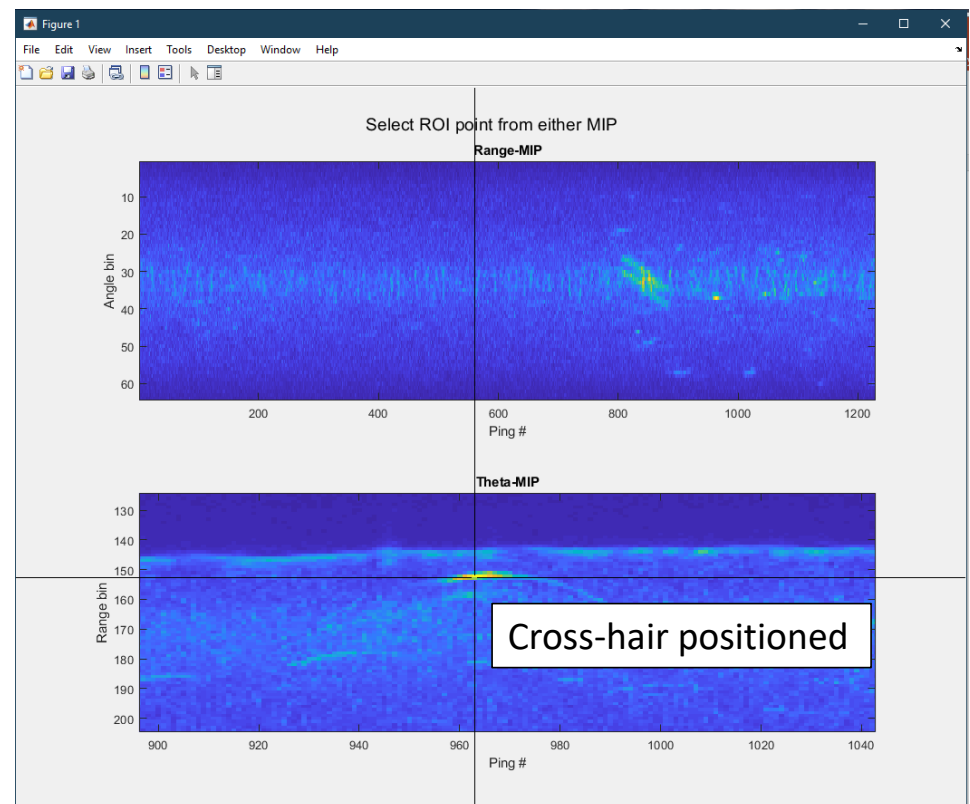 Figure 1
File Edit View Insert Tools Desktop Window Help
Select ROI point from either MIP
Range-MIP
Angle bin
10
20
30
40
50
60
200 400 600 800 1000 1200
Ping #
Theta-MIP
Range bin
130
140
150
160
170
180
190
200
Cross-hair positioned
900 920 940 960 980 1000 1020 1040
Ping #